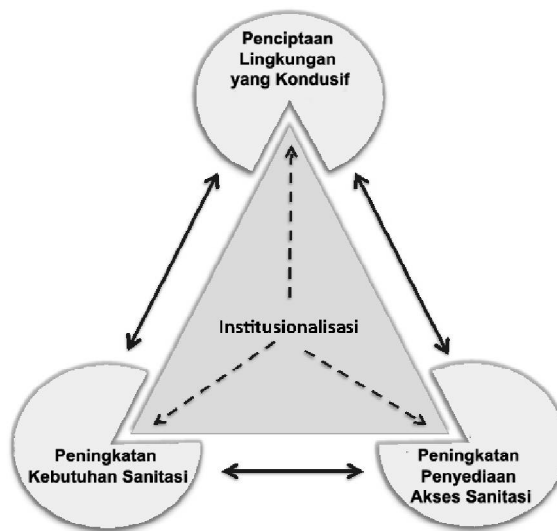 Penciptaan
Lingkungan
yang Kondusif
Institusionalisasi
Peningkatan
Kebutuhan Sanitasi
Peningkatan
Penyediaan
Akses Sanitasi